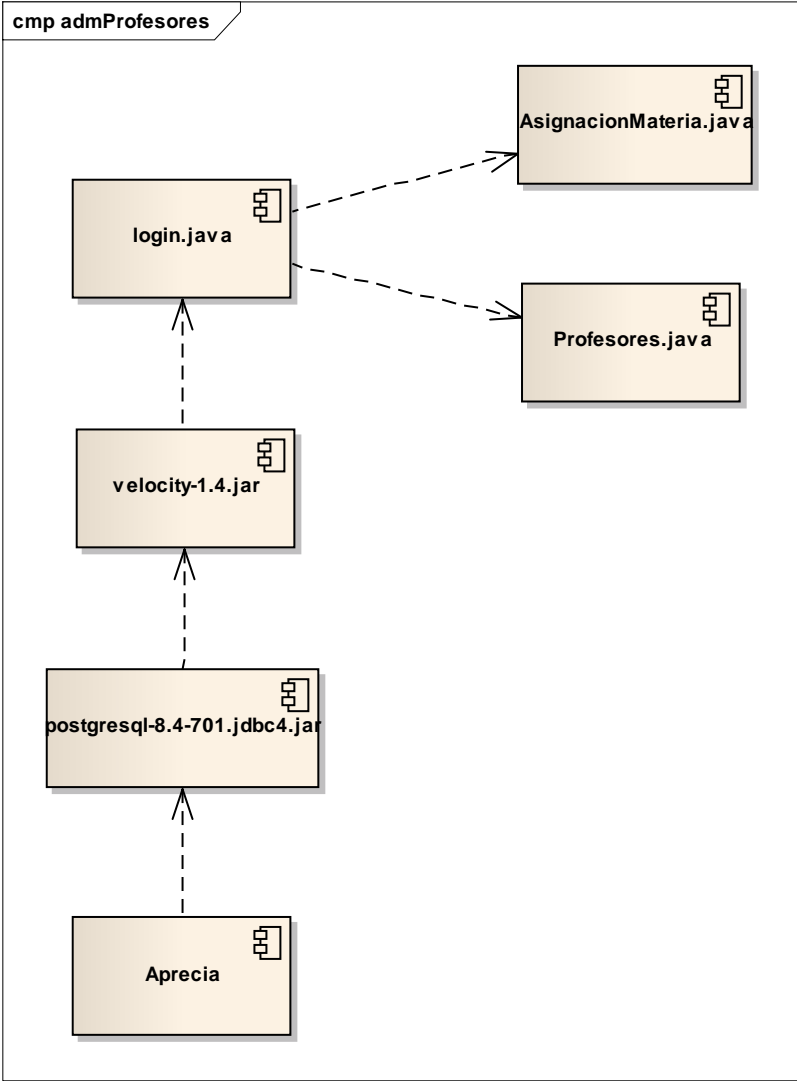 cmp admProfesores
AsignacionMateria.java
login.java
Profesores.java
velocity-1.4.jar
postgresql-8.4-701.jdbc4.jar
Aprecia